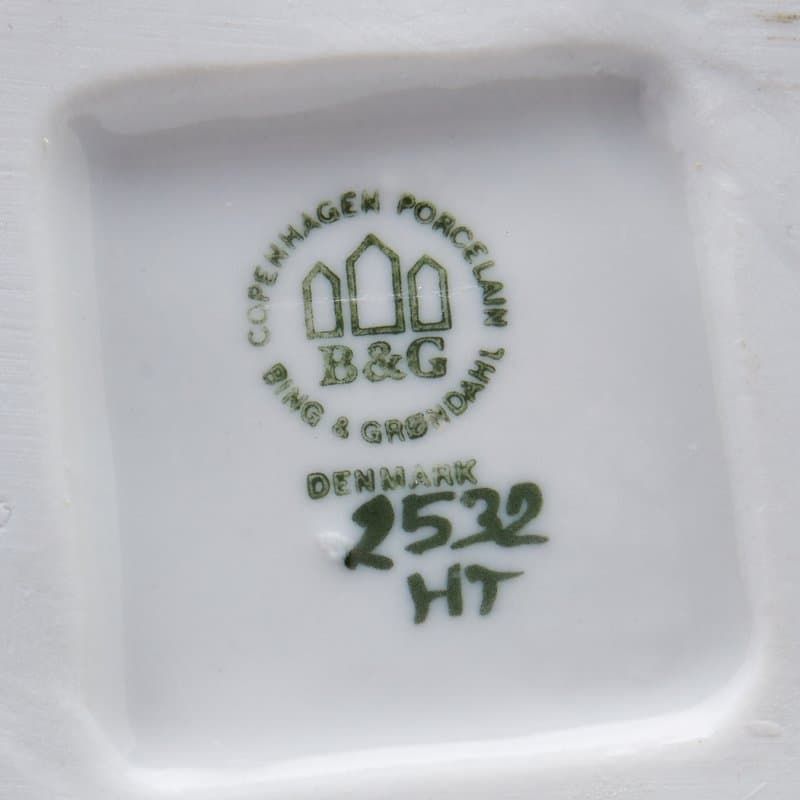 COPENHAGEN PORCELAIN
B&G
BING & GRØNDAHL
DENMARK
2532
HT